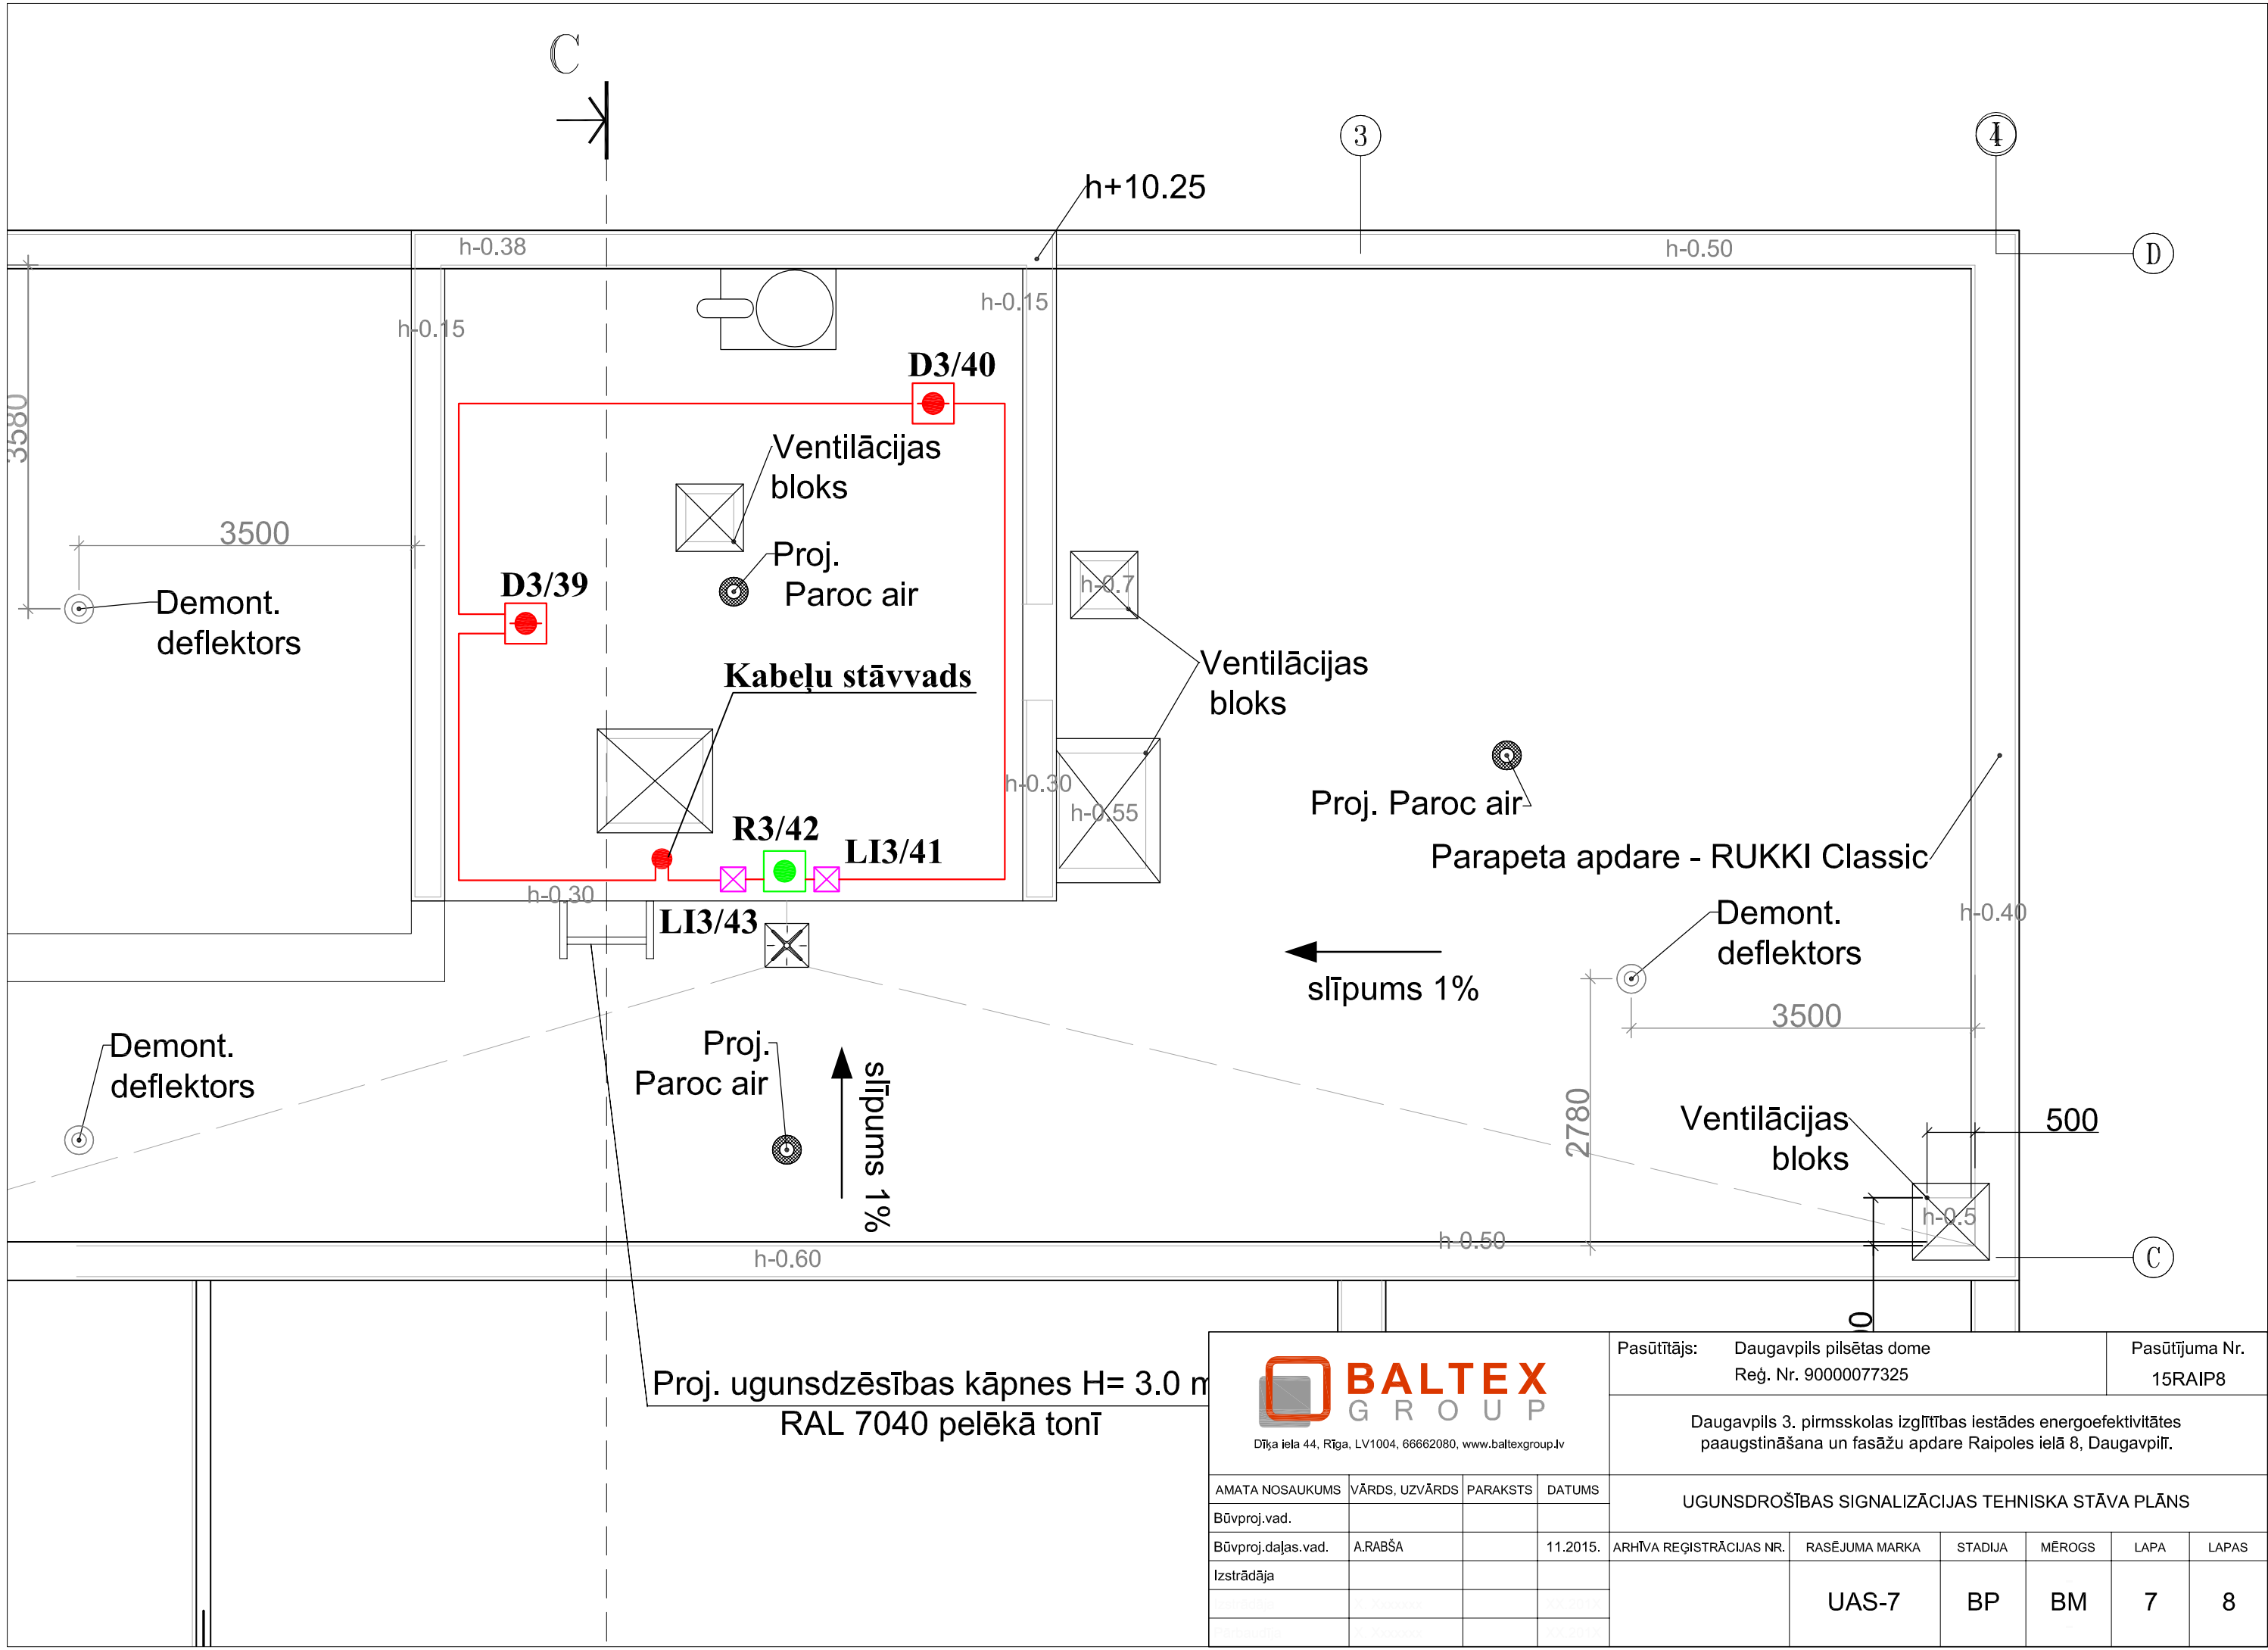 C
3
4
h+10.25
h-0.38
h-0.50
D
h-0.15
h-0.15
D3/40
3580
Ventilācijas
bloks
3500
Proj.
Paroc air
D3/39
h-0.7
Demont.
deflektors
Ventilācijas
bloks
Kabeļu stāvvads
h-0.30
h-0.55
Proj. Paroc air
R3/42
LI3/41
Parapeta apdare - RUKKI Classic
h-0.30
LI3/43
Demont.
deflektors
h-0.40
slīpums 1%
3500
Demont.
deflektors
Proj.
Paroc air
slīpums 1%
2780
Ventilācijas
bloks
500
h-0.5
h-0.50
h-0.60
C
Proj. ugunsdzēsības kāpnes H= 3.0 m
RAL 7040 pelēkā tonī
BALTEX
GROUP
Dīķa iela 44, Rīga, LV1004, 66662080, www.baltexgroup.lv
Pasūtītājs: Daugavpils pilsētas dome
Reģ. Nr. 90000077325
Pasūtījuma Nr.
15RAIP8
Daugavpils 3. pirmsskolas izglītības iestādes energoefektivitātes
paaugstināšana un fasāžu apdare Raipoles ielā 8, Daugavpilī.
AMATA NOSAUKUMS VĀRDS, UZVĀRDS PARAKSTS DATUMS
UGUNSDROŠĪBAS SIGNALIZĀCIJAS TEHNISKA STĀVA PLĀNS
Būvproj.vad.
Būvproj.daļas.vad. A.RABŠA 11.2015.
ARHĪVA REĢISTRĀCIJAS NR. RASĒJUMA MARKA STADIJA MĒROGS LAPA LAPAS
Izstrādāja
UAS-7 BP BM 7 8